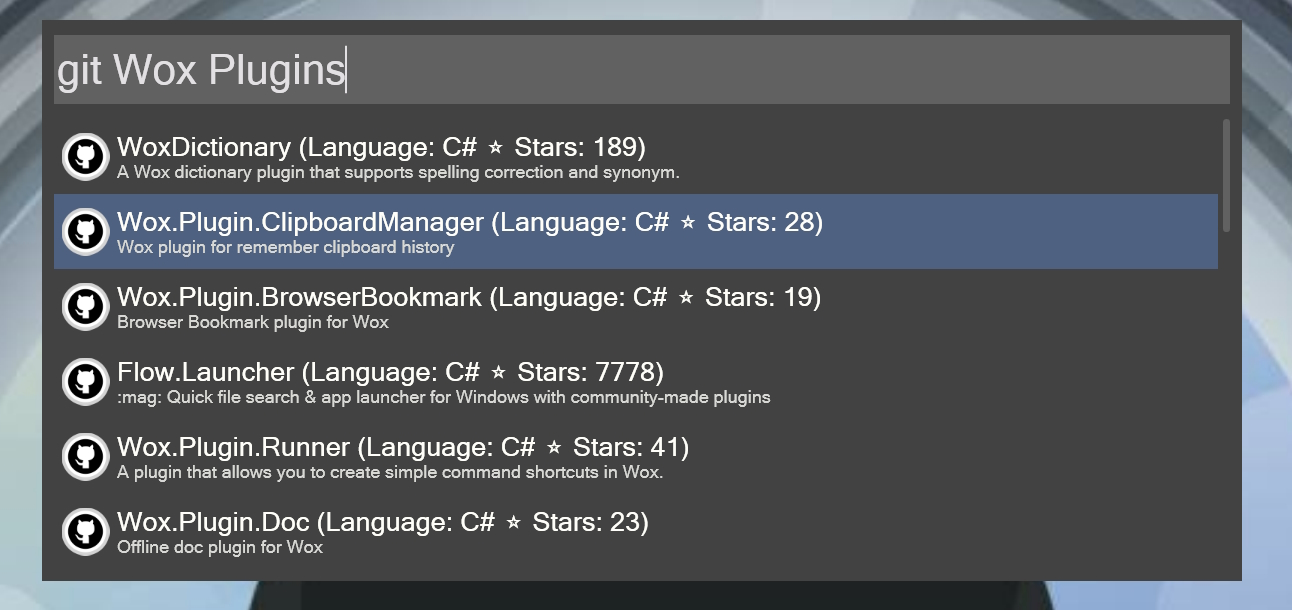 git Wox Plugins
WoxDictionary (Language: C# ⭐ Stars: 189)
A Wox dictionary plugin that supports spelling correction and synonym.
Wox.Plugin.ClipboardManager (Language: C# ⭐ Stars: 28)
Wox plugin for remember clipboard history
Wox.Plugin.BrowserBookmark (Language: C# ⭐ Stars: 19)
Browser Bookmark plugin for Wox
Flow.Launcher (Language: C# ⭐ Stars: 7778)
:mag: Quick file search & app launcher for Windows with community-made plugins
Wox.Plugin.Runner (Language: C# ⭐ Stars: 41)
A plugin that allows you to create simple command shortcuts in Wox.
Wox.Plugin.Doc (Language: C# ⭐ Stars: 23)
Offline doc plugin for Wox